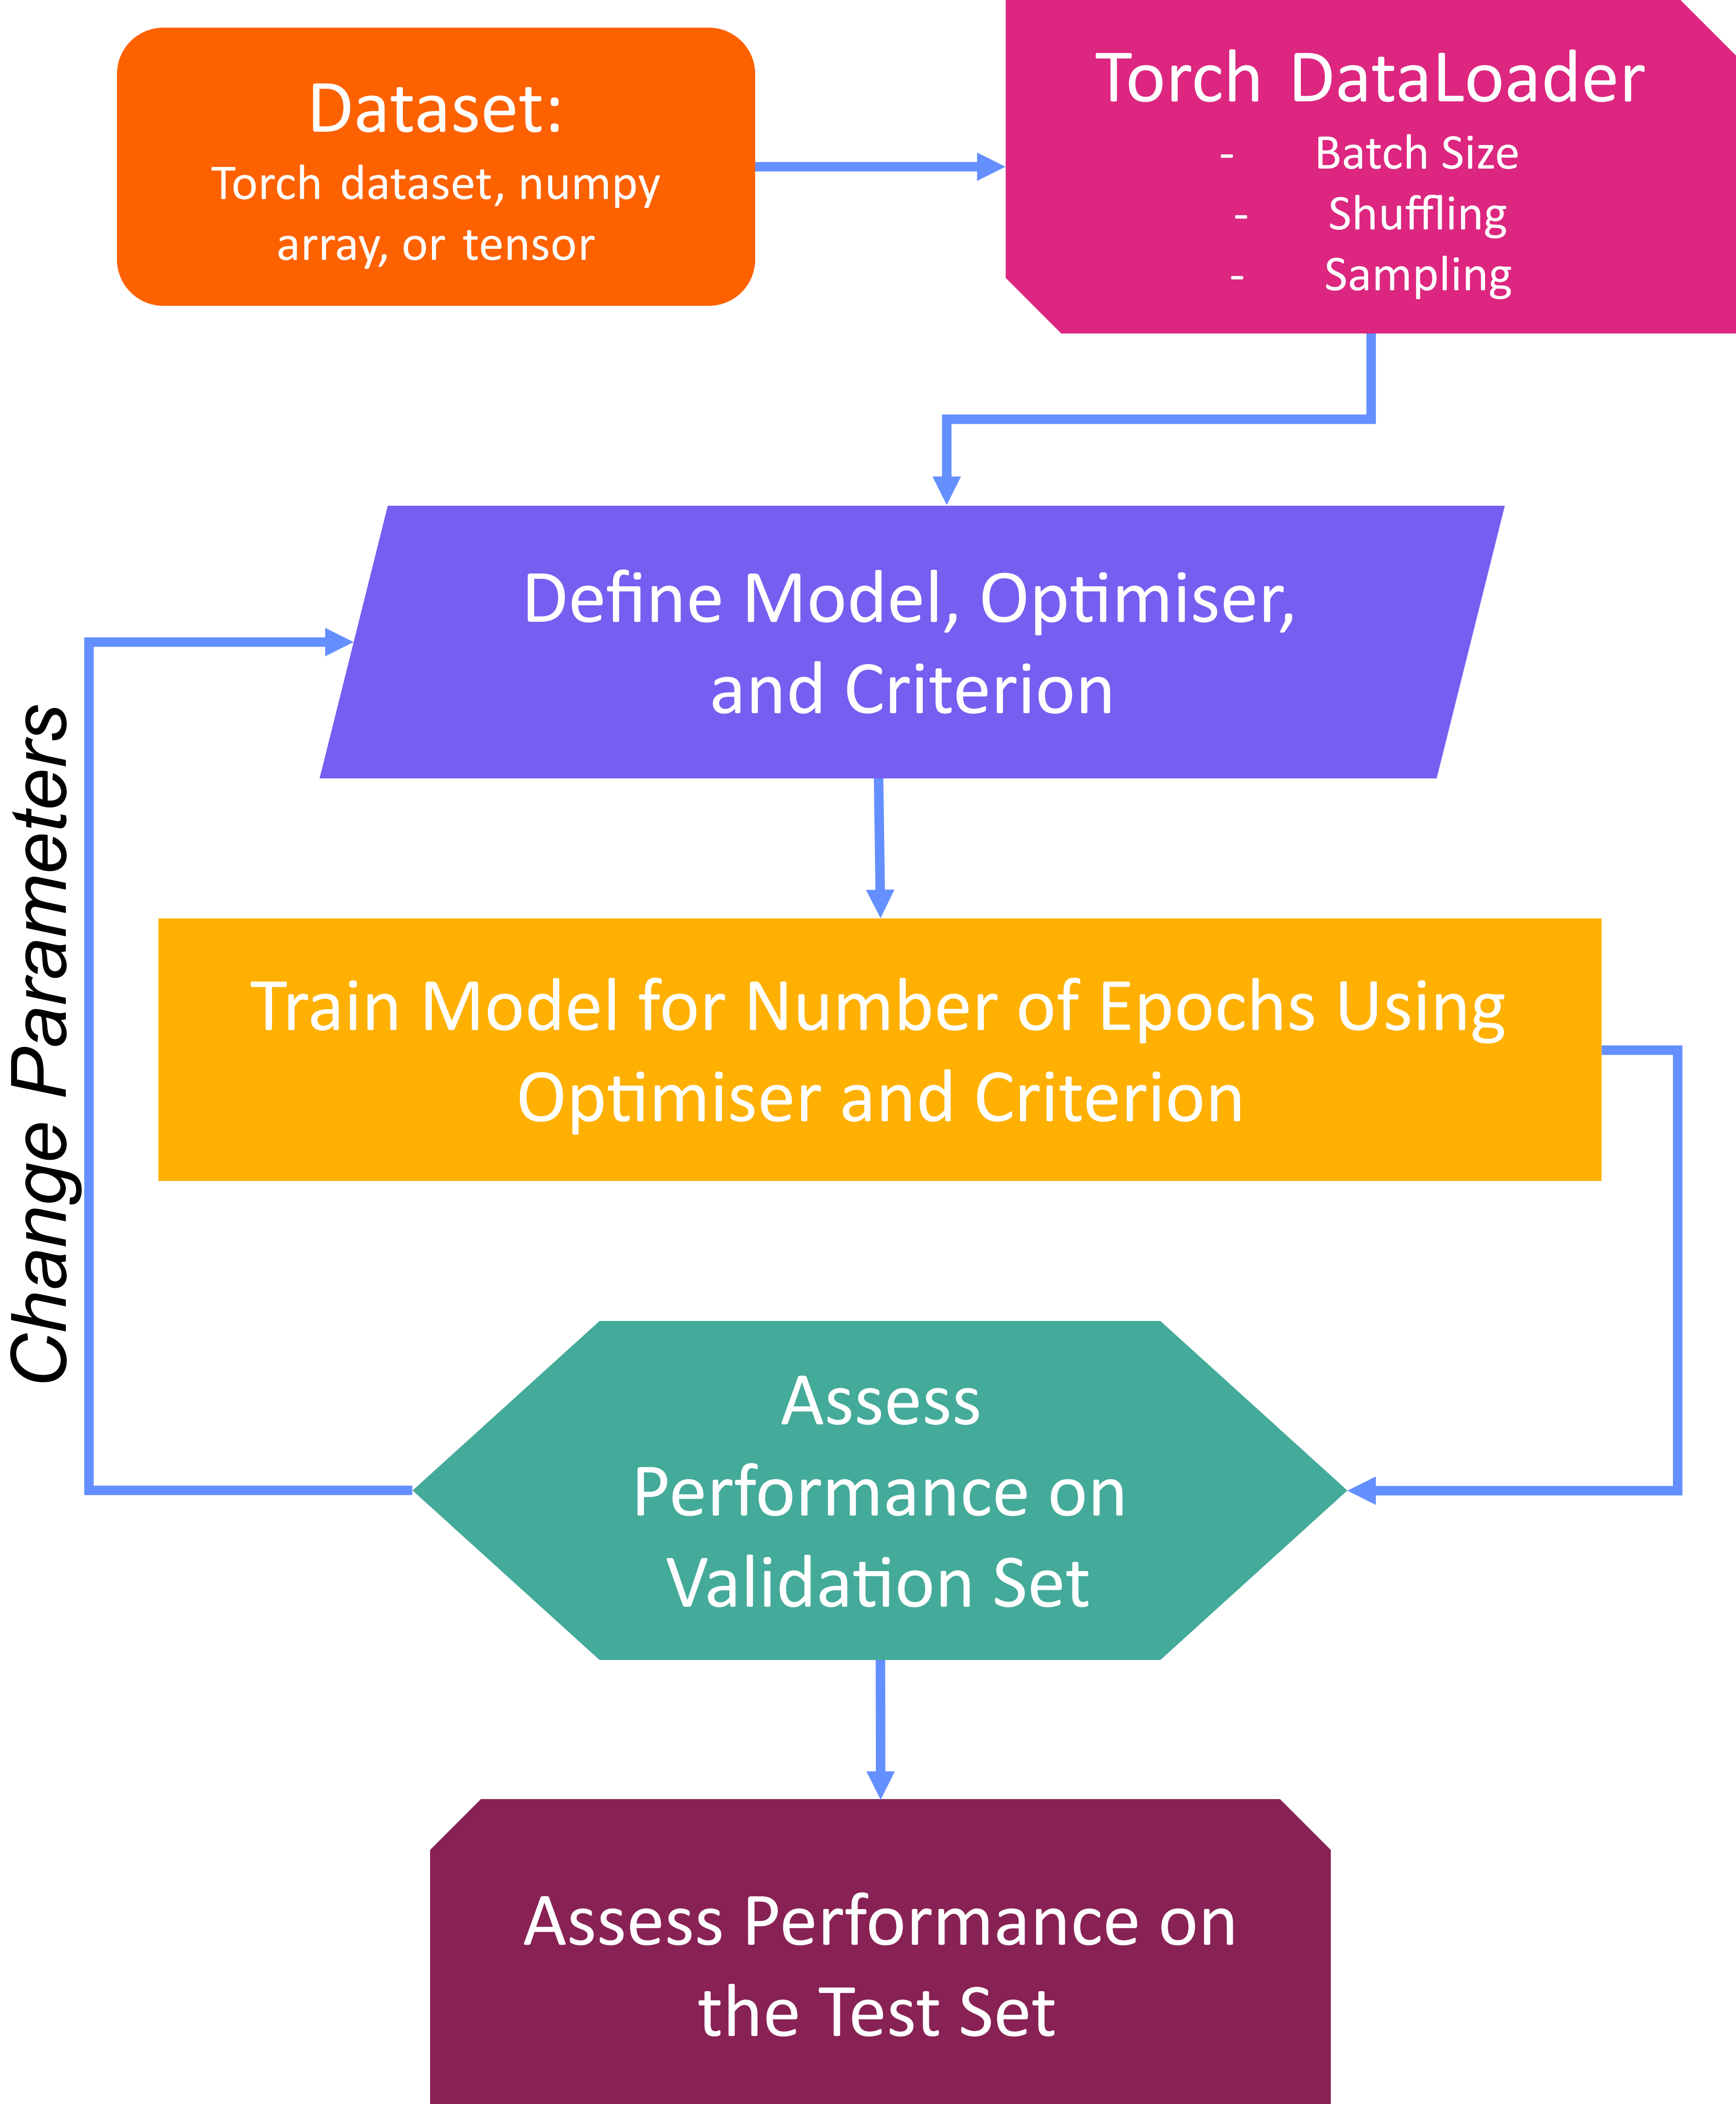 Dataset:
Torch dataset, numpy
array, or tensor
Torch DataLoader
- Batch Size
- Shuffling
- Sampling
Define Model, Optimiser,
and Criterion
Change Parameters
Train Model for Number of Epochs Using
Optimiser and Criterion
Assess
Performance on
Validation Set
Assess Performance on
the Test Set